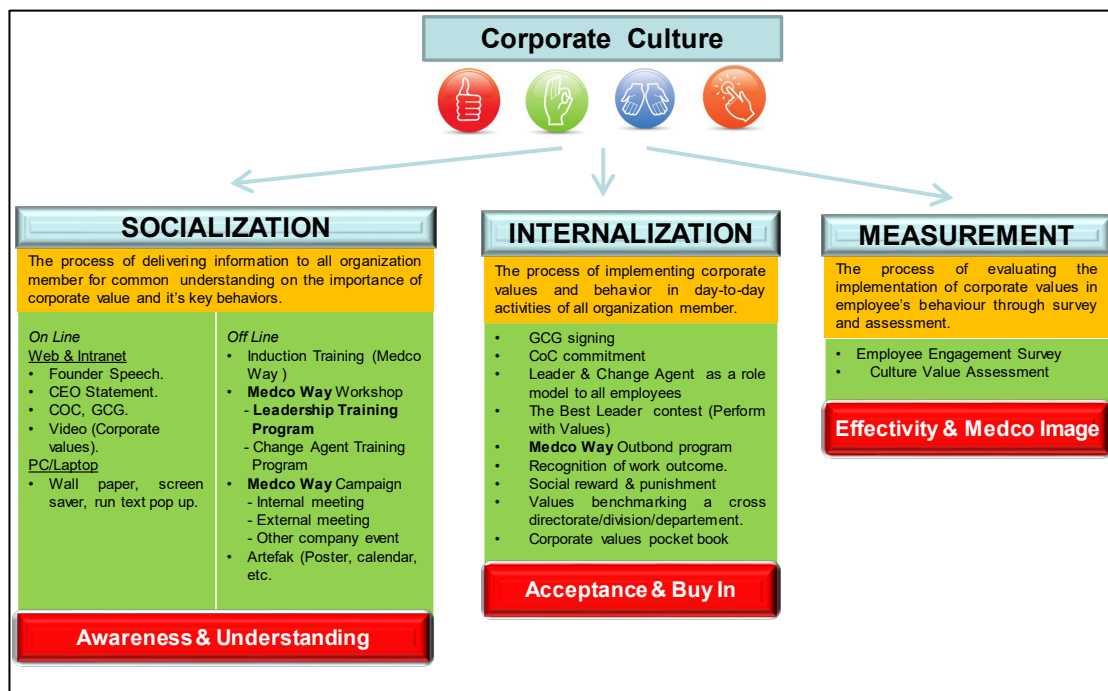 Corporate Culture
SOCIALIZATION
The process of delivering information to all organization
member for common understanding on the importance of
corporate value and it's key behaviors.
On Line
Web & Intranet
• Founder Speech.
• CEO Statement.
• COC, GCG.
• Video (Corporate
values).
PC/Laptop
• Wall paper, screen
saver, run text pop up.
Off Line
• Induction Training (Medco
Way )
• Medco Way Workshop
- Leadership Training
Program
- Change Agent Training
Program
• Medco Way Campaign
- Internal meeting
- External meeting
- Other company event
• Artefak (Poster, calendar,
etc.
Awareness & Understanding
INTERNALIZATION
The process of implementing corporate
values and behavior in day-to-day
activities of all organization member.
• GCG signing
• CoC commitment
• Leader & Change Agent as a role
model to all employees
• The Best Leader contest (Perform
with Values)
• Medco Way Outbond program
• Recognition of work outcome.
• Social reward & punishment
• Values benchmarking a cross
directorate/division/departement.
• Corporate values pocket book
Acceptance & Buy In
MEASUREMENT
The process of evaluating the
implementation of corporate values in
employee's behaviour through survey
and assessment.
• Employee Engagement Survey
• Culture Value Assessment
Effectivity & Medco Image